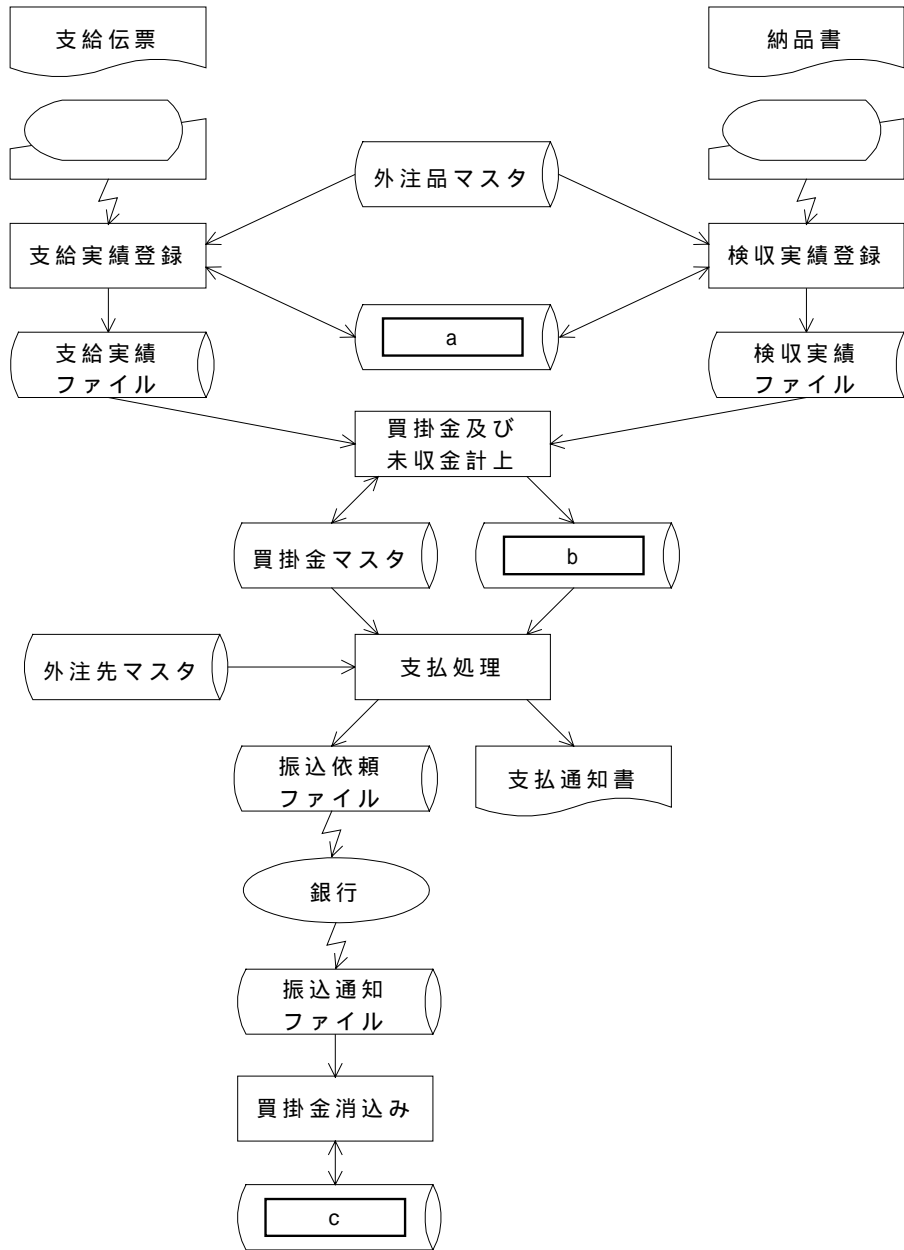 支給伝票
納品書
外注品マスタ
支給実績登録
検収実績登録
a
支給実績
ファイル
検収実績
ファイル
買掛金及び
未収金計上
買掛金マスタ
b
外注先マスタ
支払処理
振込依頼
ファイル
支払通知書
銀行
振込通知
ファイル
買掛金消込み
c